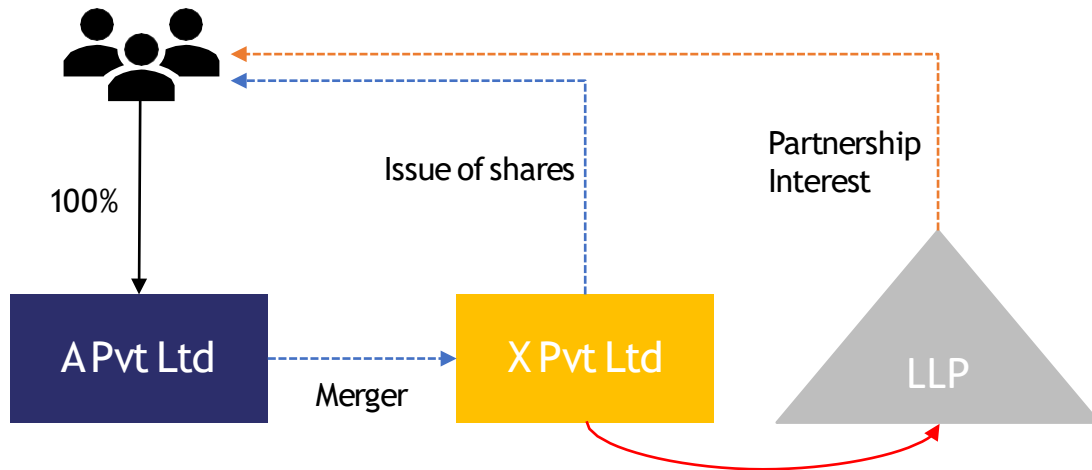 Issue of shares
Partnership
Interest
100%
A Pvt Ltd
X Pvt Ltd
LLP
Merger